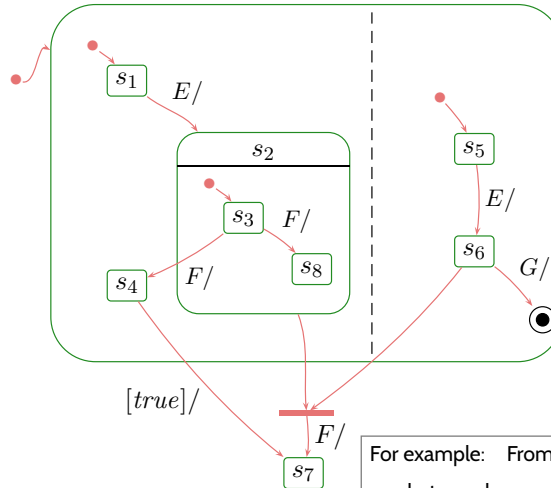 s1
E/
s2
s5
s3
F/
E/
s8
s6
s4
F/
G/
[true]/
F/
s7
For example: From